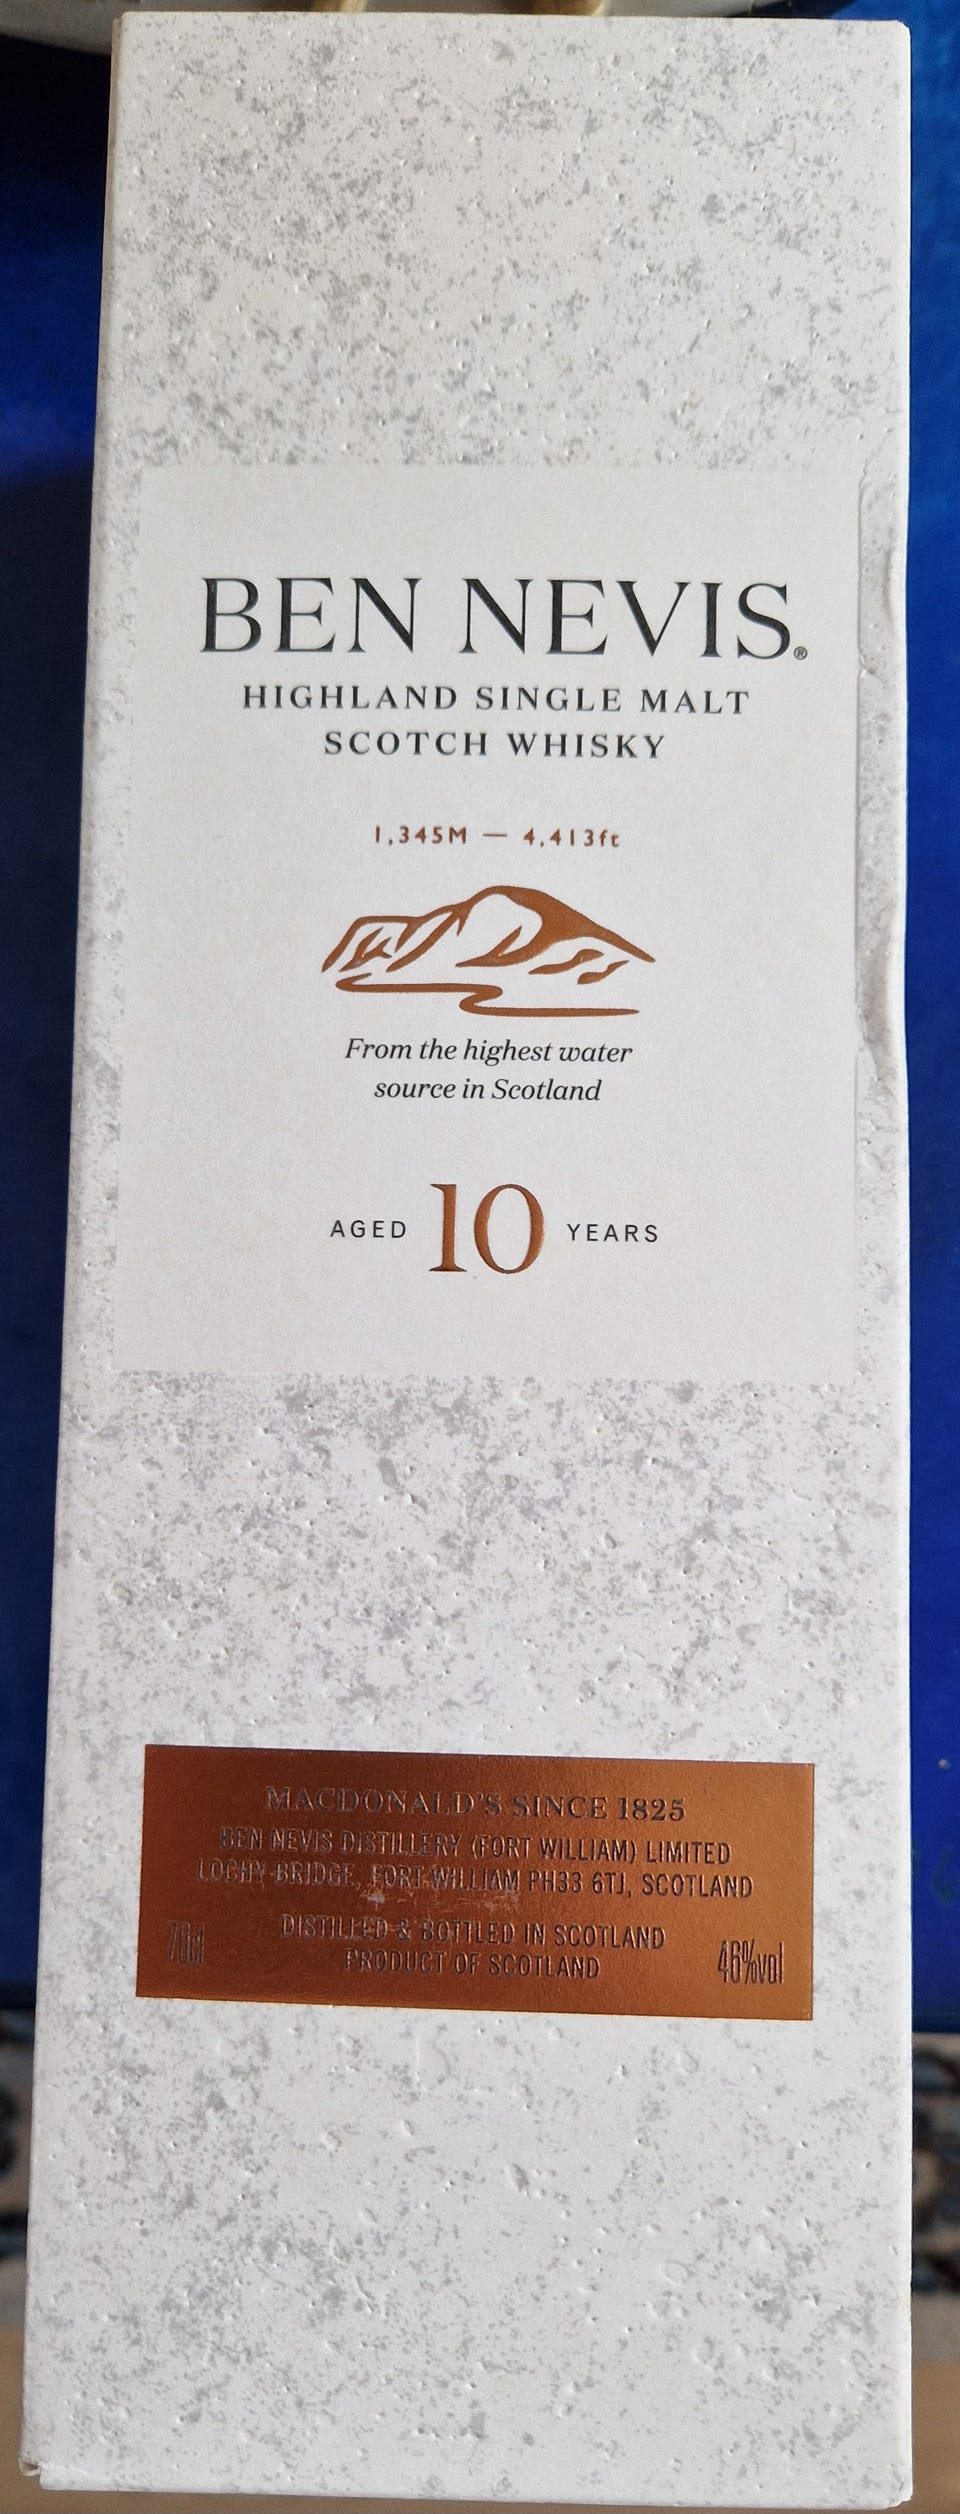 BEN NEVIS®
HIGHLAND SINGLE MALT
SCOTCH WHISKY
1,345M — 4,413ft
From the highest water
source in Scotland
AGED 10 YEARS
MACDONALD'S SINCE 1825
BEN NEVIS DISTILLERY (FORT WILLIAM) LIMITED
LOCHY BRIDGE, FORT WILLIAM PH33 6TJ, SCOTLAND
DISTILLED & BOTTLED IN SCOTLAND
70cl PRODUCT OF SCOTLAND 46%vol